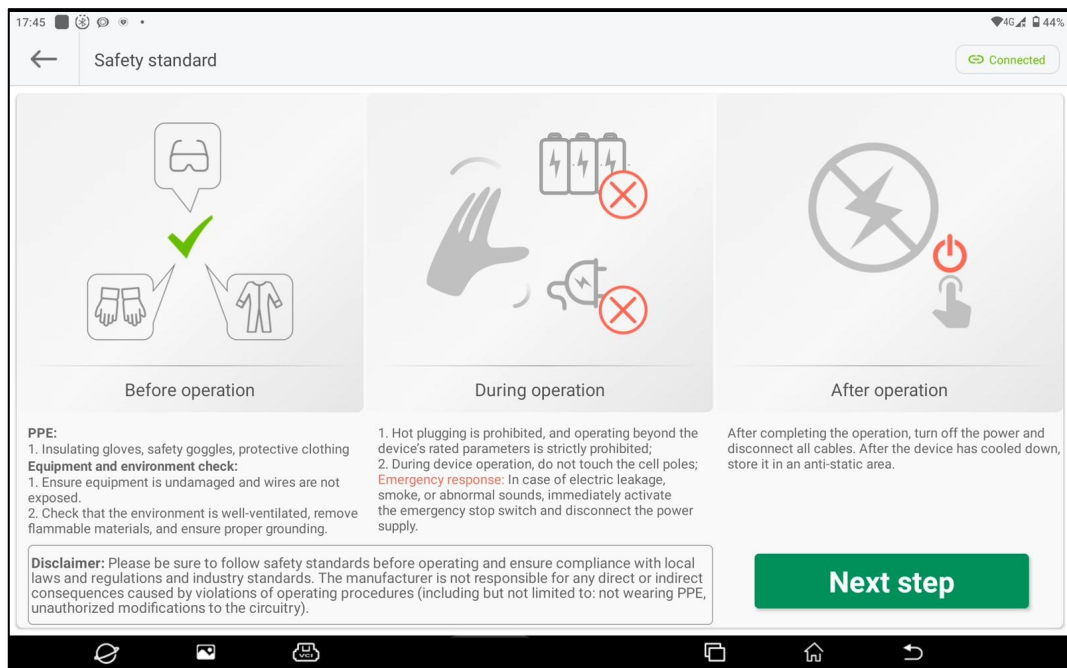 17:45
4G 44%
Safety standard
Connected
Before operation
During operation
After operation
PPE:
1. Insulating gloves, safety goggles, protective clothing
Equipment and environment check:
1. Ensure equipment is undamaged and wires are not
exposed.
2. Check that the environment is well-ventilated, remove
flammable materials, and ensure proper grounding.
1. Hot plugging is prohibited, and operating beyond the
device's rated parameters is strictly prohibited;
2. During device operation, do not touch the cell poles;
Emergency response: In case of electric leakage,
smoke, or abnormal sounds, immediately activate
the emergency stop switch and disconnect the power
supply.
After completing the operation, turn off the power and
disconnect all cables. After the device has cooled down,
store it in an anti-static area.
Disclaimer: Please be sure to follow safety standards before operating and ensure compliance with local
laws and regulations and industry standards. The manufacturer is not responsible for any direct or indirect
consequences caused by violations of operating procedures (including but not limited to: not wearing PPE,
unauthorized modifications to the circuitry).
Next step
VCI